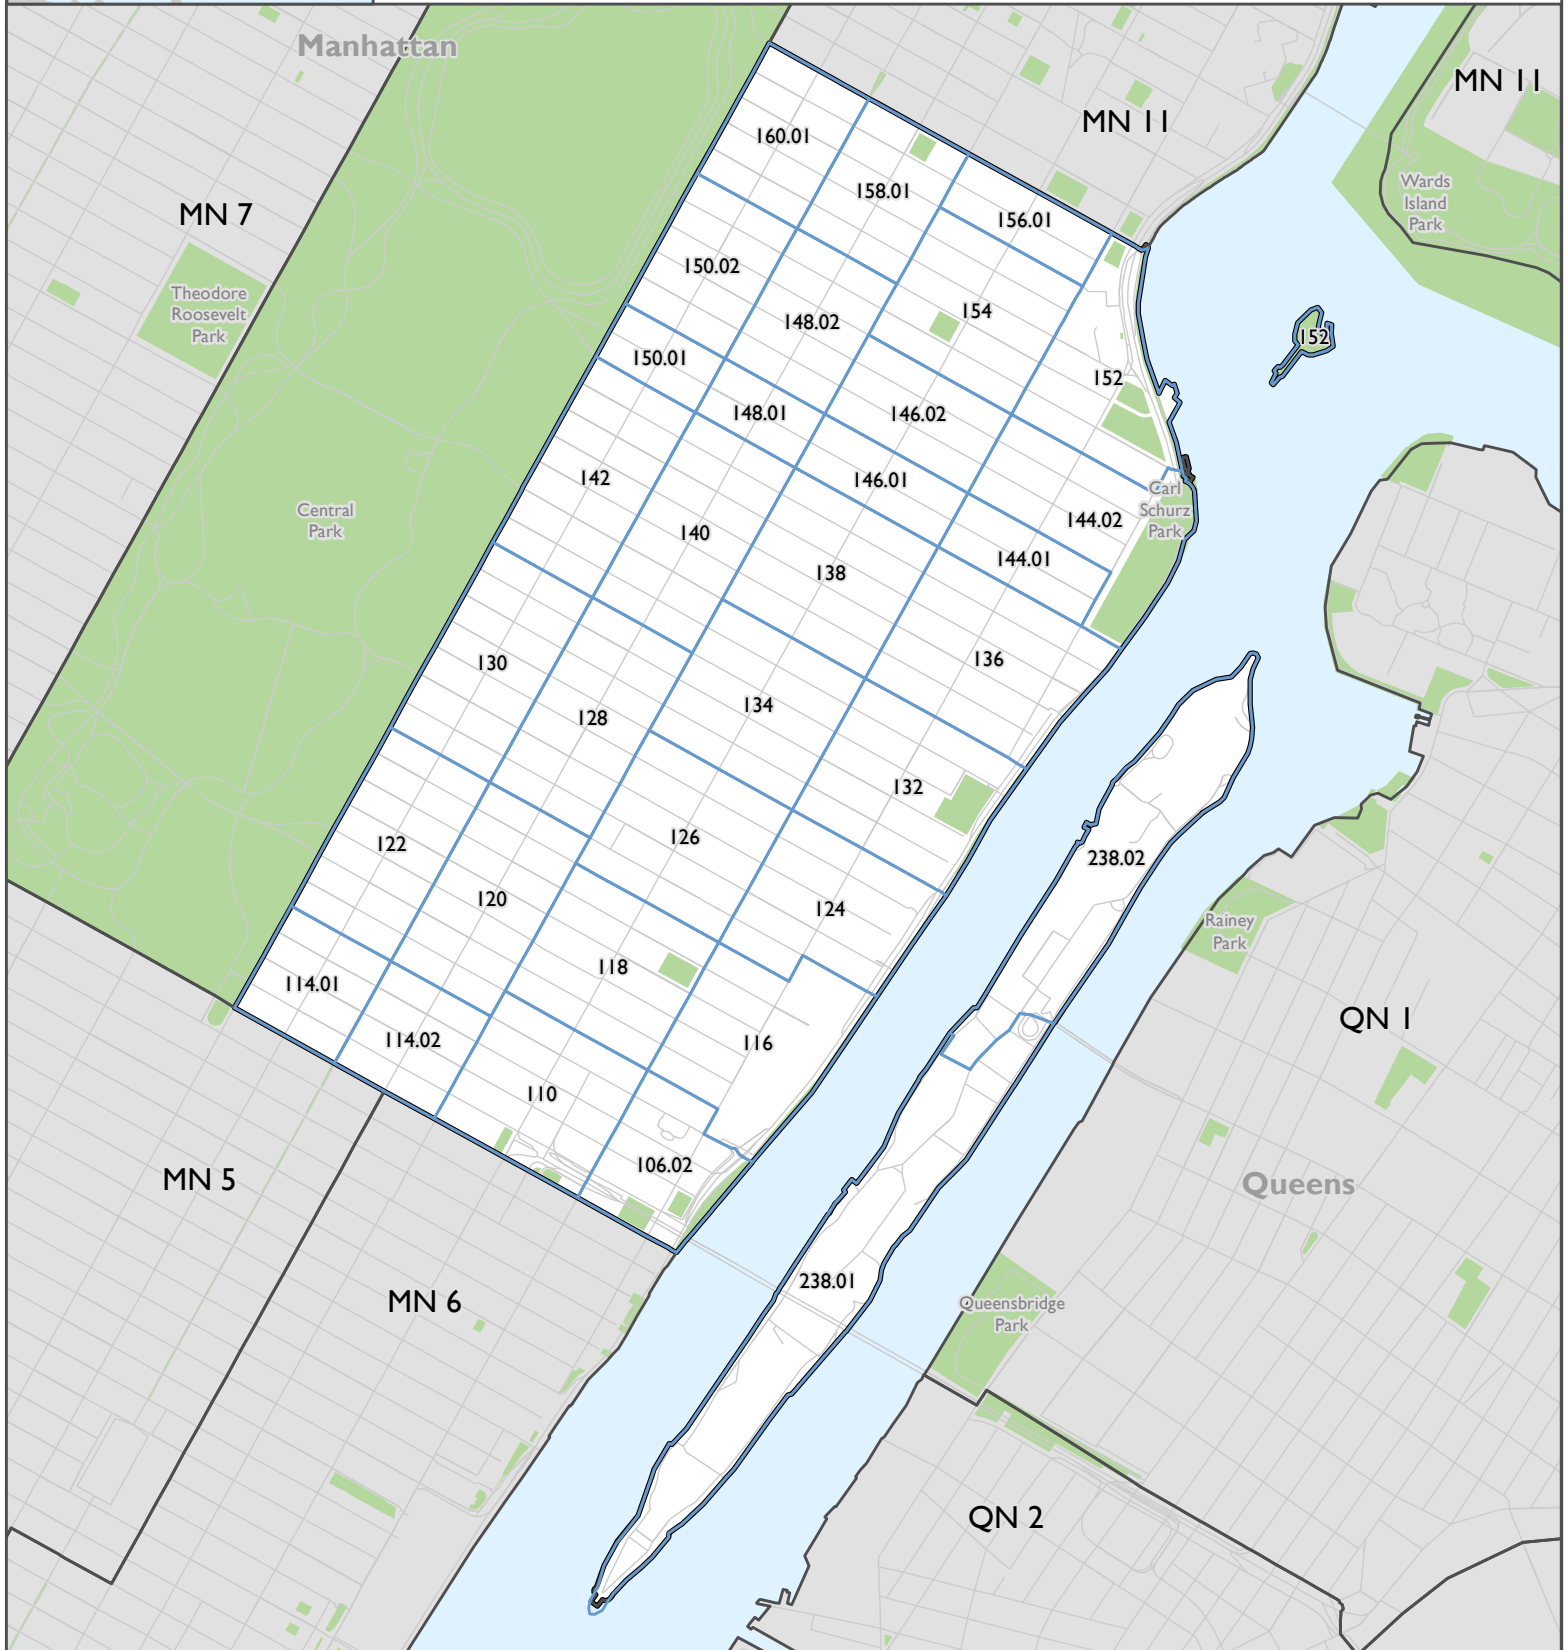 Manhattan
MN 11
MN 11
160.01
158.01
Wards
Island
Park
MN 7
156.01
150.02
Theodore
Roosevelt
Park
154
148.02
152
150.01
152
148.01
146.02
142
146.01
Carl
Schurz
Park
Central
Park
144.02
140
144.01
138
130
136
134
128
132
122
126
238.02
120
124
Rainey
Park
118
114.01
QN 1
114.02
116
110
106.02
MN 5
Queens
238.01
MN 6
Queensbridge
Park
QN 2